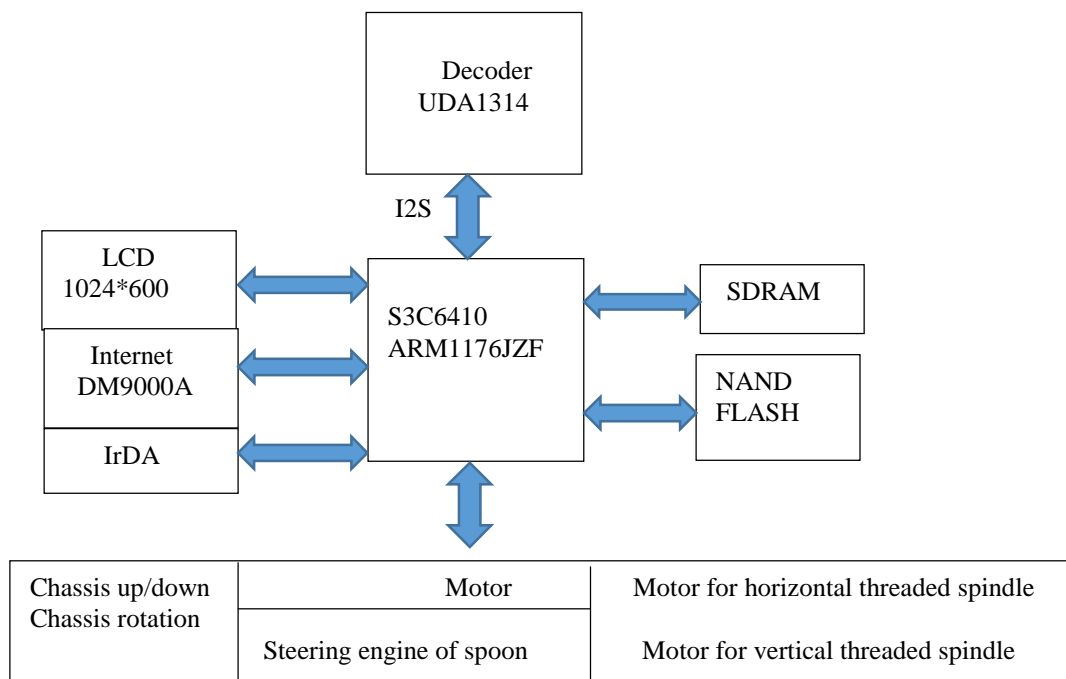 Decoder
UDA1314
I2S
LCD
1024*600
Internet
DM9000A
IrDA
S3C6410
ARM1176JZF
SDRAM
NAND
FLASH
Chassis up/down
Chassis rotation
Motor
Steering engine of spoon
Motor for horizontal threaded spindle
Motor for vertical threaded spindle